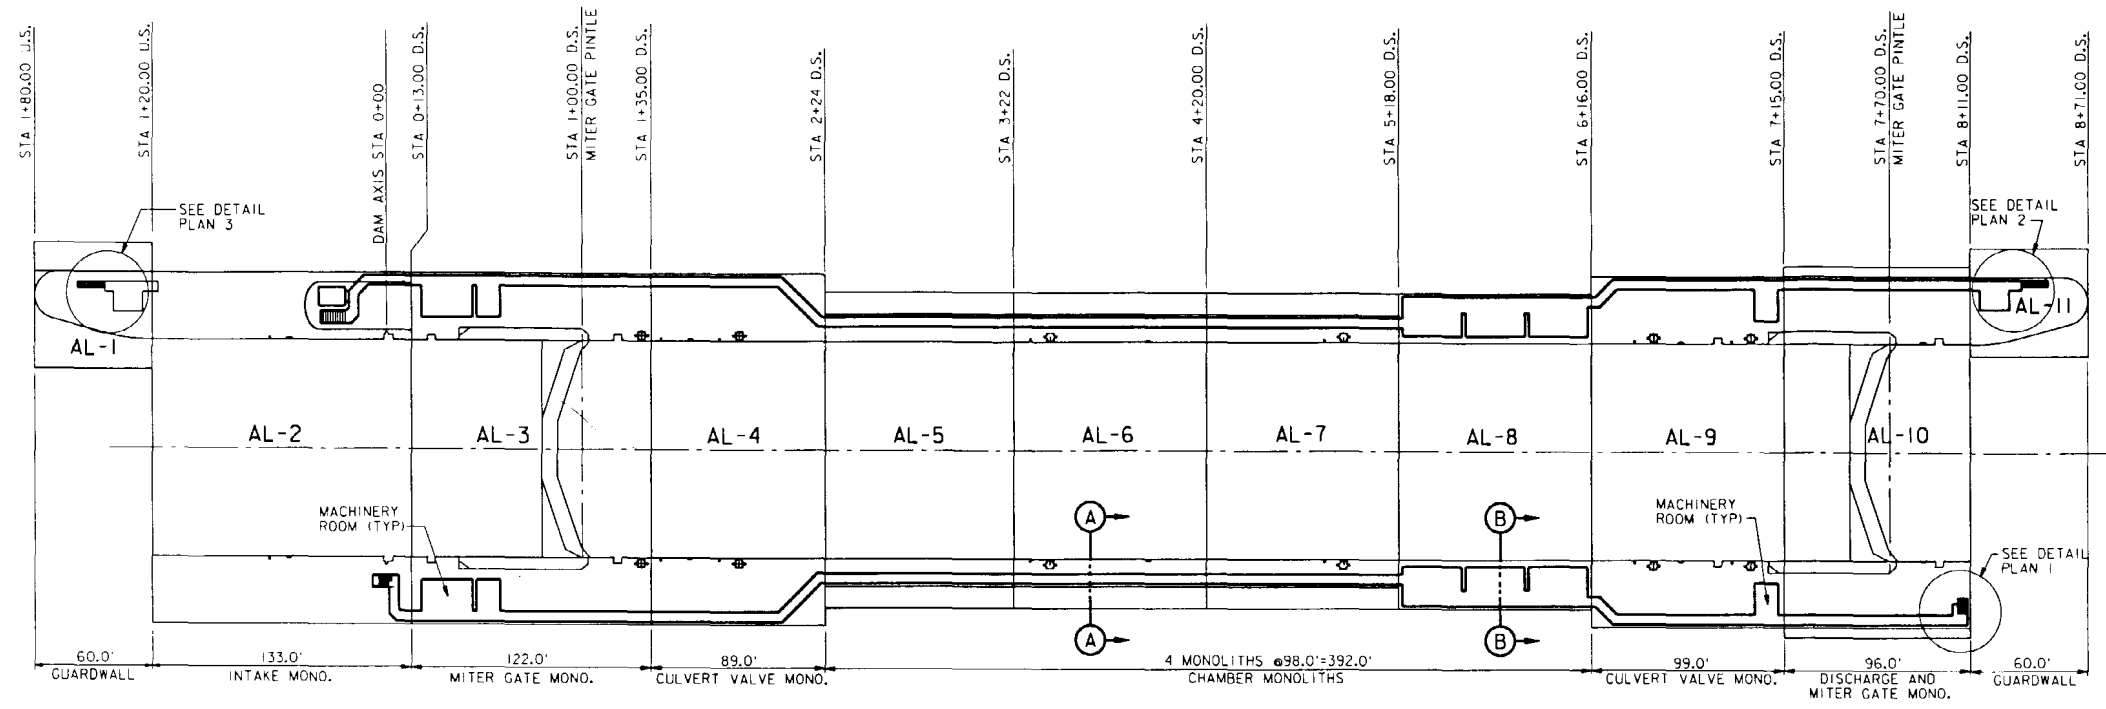 STA 1+80.00 U.S.
STA 1+20.00 U.S.
DAM AXIS STA 0+00
STA 0+13.00 D.S.
STA 1+00.00 D.S.
MITER GATE PINTLE
STA 1+35.00 D.S.
STA 2+24 D.S.
STA 3+22 D.S.
STA 4+20.00 D.S.
STA 5+18.00 D.S.
STA 6+16.00 D.S.
STA 7+15.00 D.S.
STA 7+70.00 D.S.
MITER GATE PINTLE
STA 8+11.00 D.S.
STA 8+71.00 D.S.
SEE DETAIL
PLAN 3
SEE DETAIL
PLAN 2
AL-1
AL-11
AL-2
AL-3
AL-4
AL-5
AL-6
AL-7
AL-8
AL-9
AL-10
MACHINERY
ROOM (TYP)
A
B
MACHINERY
ROOM (TYP)
SEE DETAIL
PLAN 1
A
B
60.0'
GUARDWALL
133.0'
INTAKE MONO.
122.0'
MITER GATE MONO.
89.0'
CULVERT VALVE MONO.
4 MONOLITHS @98.0'=392.0'
CHAMBER MONOLITHS
99.0'
CULVERT VALVE MONO.
96.0'
DISCHARGE AND
MITER GATE MONO.
60.0'
GUARDWALL